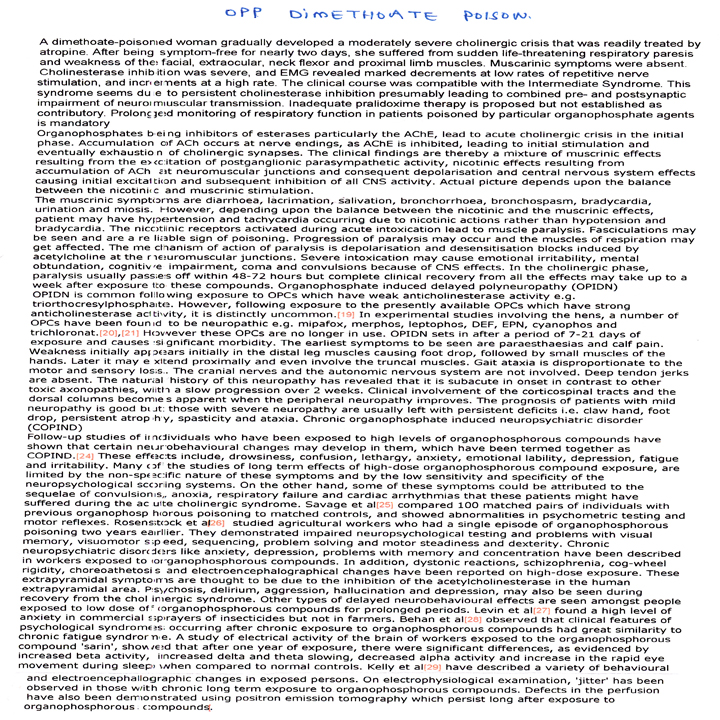 OPP DIMETHOATE POISON.
A dimethoate-poisoned woman gradually developed a moderately severe cholinergic crisis that was readily treated by
atropine. After being symptom-free for nearly two days, she suffered from sudden life-threatening respiratory paresis
and weakness of the facial, extraocular, neck flexor and proximal limb muscles. Muscarinic symptoms were absent.
Cholinesterase inhibition was severe, and EMG revealed marked decrements at low rates of repetitive nerve
stimulation, and increments at a high rate. The clinical course was compatible with the Intermediate Syndrome. This
syndrome seems due to persistent cholinesterase inhibition presumably leading to combined pre- and postsynaptic
impairment of neuromuscular transmission. Inadequate pralidoxime therapy is proposed but not established as
contributory. Prolonged monitoring of respiratory function in patients poisoned by particular organophosphate agents
is mandatory
Organophosphates being inhibitors of esterases particularly the AChE, lead to acute cholinergic crisis in the initial
phase. Accumulation of ACh occurs at nerve endings, as AChE is inhibited, leading to initial stimulation and
eventually exhaustion of cholinergic synapses. The clinical findings are thereby a mixture of muscrinic effects
resulting from the excitation of postganglionic parasympathetic activity, nicotinic effects resulting from
accumulation of ACh at neuromuscular junctions and consequent depolarisation and central nervous system effects
causing initial excitation and subsequent inhibition of all CNS activity. Actual picture depends upon the balance
between the nicotinic and muscrinic stimulation.
The muscrinic symptoms are diarrhoea, lacrimation, salivation, bronchorrhoea, bronchospasm, bradycardia,
urination and miosis. However, depending upon the balance between the nicotinic and the muscrinic effects,
patient may have hypertension and tachycardia occurring due to nicotinic actions rather than hypotension and
bradycardia. The nicotinic receptors activated during acute intoxication lead to muscle paralysis. Fasciculations may
be seen and are a reliable sign of poisoning. Progression of paralysis may occur and the muscles of respiration may
get affected. The mechanism of action of paralysis is depolarisation and desensitisation blocks induced by
acetylcholine at the neuromuscular junctions. Severe intoxication may cause emotional irritability, mental
obtundation, cognitive impairment, coma and convulsions because of CNS effects. In the cholinergic phase,
paralysis usually passes off within 48-72 hours but complete clinical recovery from all the effects may take up to a
week after exposure to these compounds. Organophosphate induced delayed polyneuropathy (OPIDN)
OPIDN is common following exposure to OPCs which have weak anticholinesterase activity e.g.
triorthocresylphosphate. However, following exposure to the presently available OPCs which have strong
anticholinesterase activity, it is distinctly uncommon.[19] In experimental studies involving the hens, a number of
OPCs have been found to be neuropathic e.g. mipafox, merphos, leptophos, DEF, EPN, cyanophos and
trichloronat.[20],[21] However these OPCs are no longer in use. OPIDN sets in after a period of 7-21 days of
exposure and causes significant morbidity. The earliest symptoms to be seen are paraesthesias and calf pain.
Weakness initially appears initially in the distal leg muscles causing foot drop, followed by small muscles of the
hands. Later it may extend proximally and even involve the truncal muscles. Gait ataxia is disproportionate to the
motor and sensory loss. The cranial nerves and the autonomic nervous system are not involved. Deep tendon jerks
are absent. The natural history of this neuropathy has revealed that it is subacute in onset in contrast to other
toxic axonopathies, with a slow progression over 2 weeks. Clinical involvement of the corticospinal tracts and the
dorsal columns becomes apparent when the peripheral neuropathy improves. The prognosis of patients with mild
neuropathy is good but those with severe neuropathy are usually left with persistent deficits i.e. claw hand, foot
drop, persistent atrophy, spasticity and ataxia. Chronic organophosphate induced neuropsychiatric disorder
(COPIND)
Follow-up studies of individuals who have been exposed to high levels of organophosphorus compounds have
shown that certain neurobehavioural changes may develop in them, which have been termed together as
COPIND.[24] These effects include, drowsiness, confusion, lethargy, anxiety, emotional lability, depression, fatigue
and irritability. Many of the studies of long term effects of high-dose organophosphorus compound exposure, are
limited by the non-specific nature of these symptoms and by the low sensitivity and specificity of the
neuropsychological scoring systems. On the other hand, some of these symptoms could be attributed to the
sequelae of convulsions, anoxia, respiratory failure and cardiac arrhythmias that these patients might have
suffered during the acute cholinergic syndrome. Savage et al[25] compared 100 matched pairs of individuals with
previous organophosphorous poisoning to matched controls, and showed abnormalities in psychometric testing and
motor reflexes. Rosenstock et al[26] studied agricultural workers who had a single episode of organophosphorous
poisoning two years earlier. They demonstrated impaired neuropsychological testing and problems with visual
memory, visuomotor speed, sequencing, problem solving and motor steadiness and dexterity. Chronic
neuropsychiatric disorders like anxiety, depression, problems with memory and concentration have been described
in workers exposed to organophosphorous compounds. In addition, dystonic reactions, schizophrenia, cog-wheel
rigidity, choreoathetosis and electroencephalographical changes have been reported on high-dose exposure. These
extrapyramidal symptoms are thought to be due to the inhibition of the acetylcholinesterase in the human
extrapyramidal area. Psychosis, delirium, aggression, hallucination and depression, may also be seen during
recovery from the cholinergic syndrome. Other types of delayed neurobehavioural effects are seen amongst people
exposed to low dose of organophosphorous compounds for prolonged periods. Levin et al[27] found a high level of
anxiety in commercial sprayers of insecticides but not in farmers. Behan et al[28] observed that clinical features of
psychological syndromes occurring after chronic exposure to organophosphorous compounds had great similarity to
chronic fatigue syndrome. A study of electrical activity of the brain of workers exposed to the organophosphorous
compound 'sarin', showed that after one year of exposure, there were significant differences, as evidenced by
increased beta activity, increased delta and theta slowing, decreased alpha activity and increase in the rapid eye
movement during sleep when compared to normal controls. Kelly et al[29] have described a variety of behavioural
and electroencephallographic changes in exposed persons. On electrophysiological examination, 'jitter' has been
observed in those with chronic long term exposure to organophosphorous compounds. Defects in the perfusion
have also been demonstrated using positron emission tomography which persist long after exposure to
organophosphorous compounds.